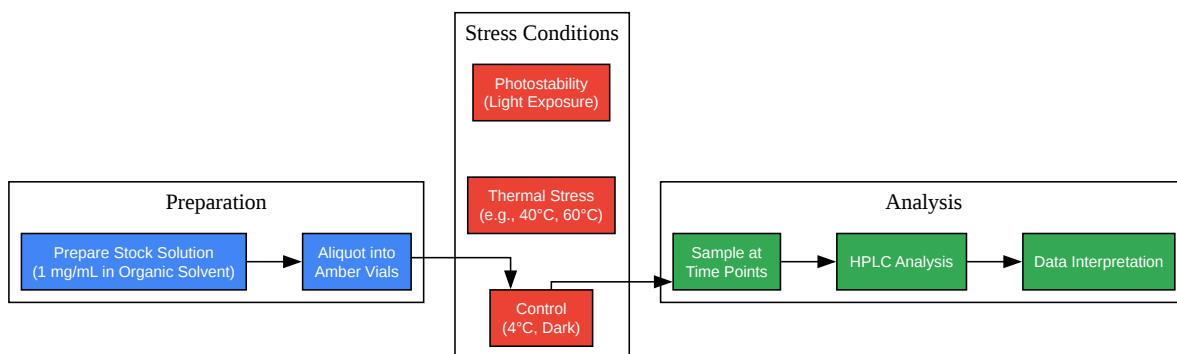 Stress Conditions
Photostability
(Light Exposure)
Thermal Stress
(e.g., 40°C, 60°C)
Control
(4°C, Dark)
Preparation
Prepare Stock Solution
(1 mg/mL in Organic Solvent)
Aliquot into
Amber Vials
Analysis
Sample at
Time Points
HPLC Analysis
Data Interpretation